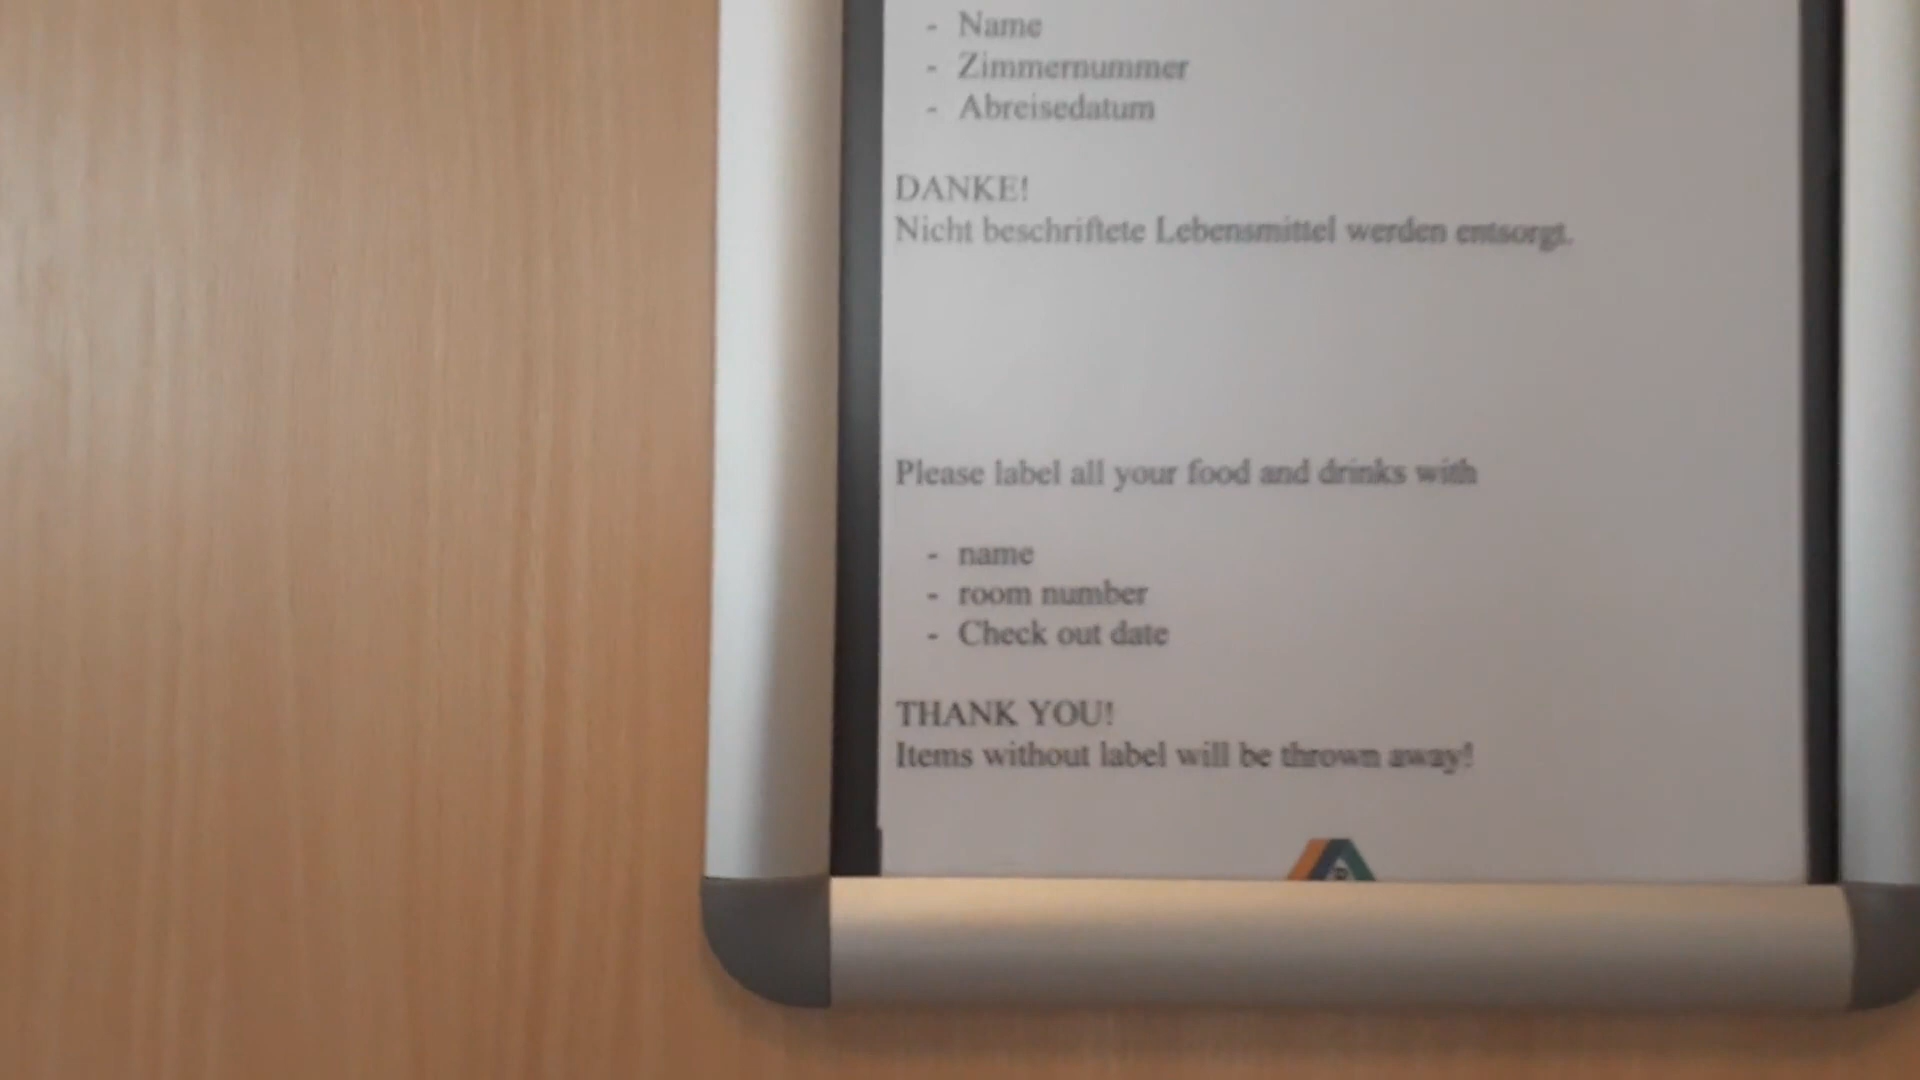 - Name
- Zimmernummer
- Abreisedatum
DANKE!
Nicht beschriftete Lebensmittel werden entsorgt.
Please label all your food and drinks with
- name
- room number
- Check out date
THANK YOU!
Items without label will be thrown away!